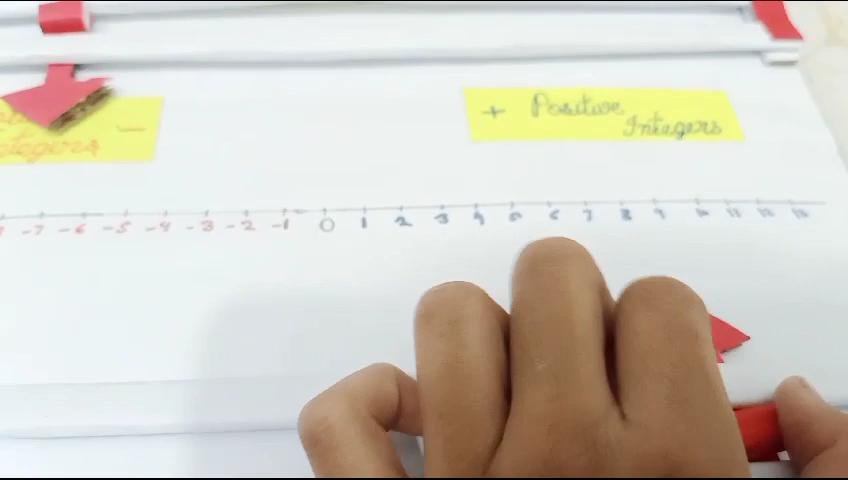 −
tegers
+ Positive
Integers
-7 -6 -5 -4 -3 -2 -1 0 1 2 3 4 5 6 7 8 9 10 11 12 13